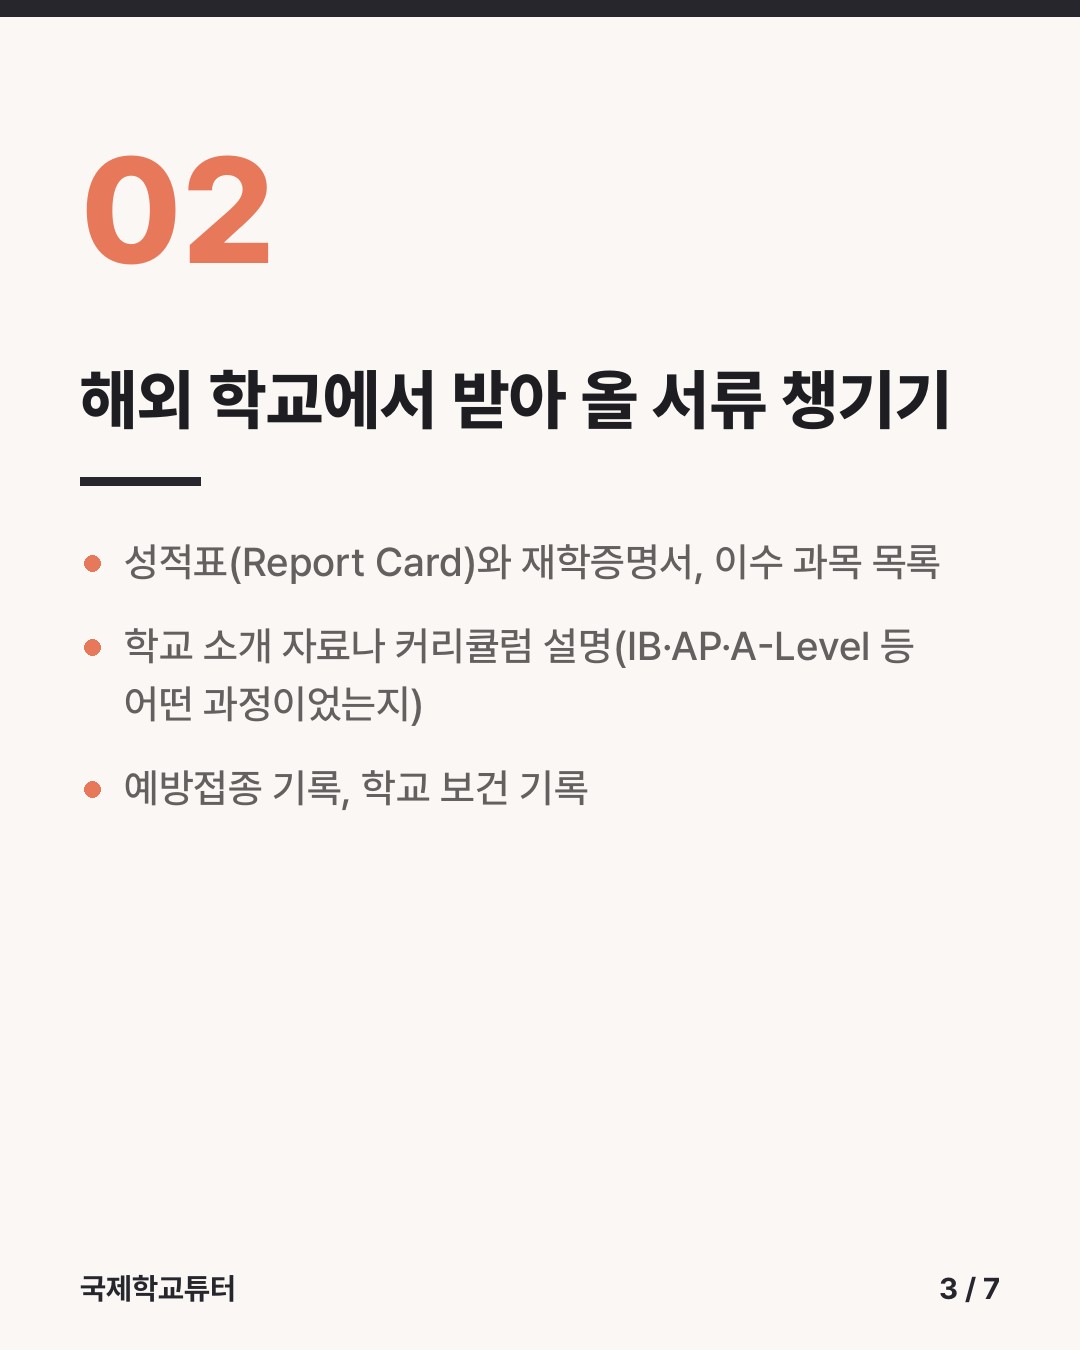 02
해외 학교에서 받아 올 서류 챙기기
성적표(Report Card)와 재학증명서, 이수 과목 목록
학교 소개 자료나 커리큘럼 설명(IB·AP·A-Level 등
어떤 과정이었는지)
예방접종 기록, 학교 보건 기록
국제학교튜터
3 / 7